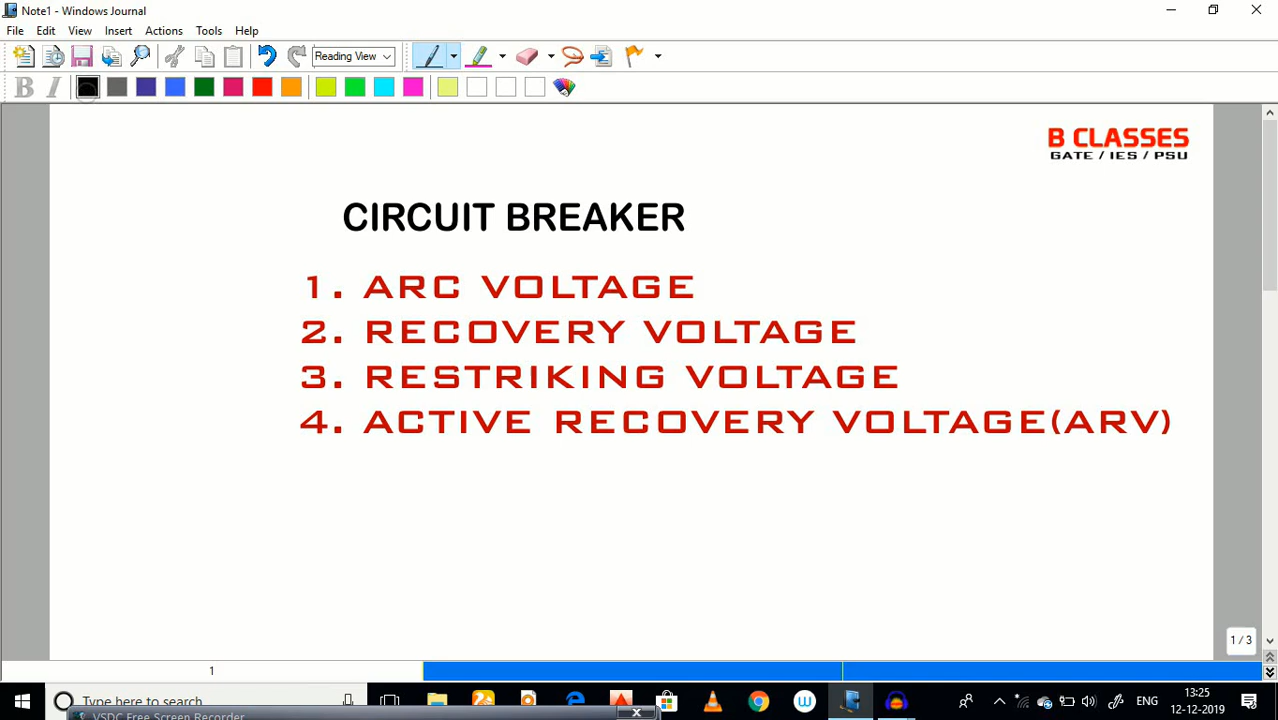 Note1 - Windows Journal
File Edit View Insert Actions Tools Help
Reading View
B I
B CLASSES
GATE / IES / PSU
CIRCUIT BREAKER
1. ARC VOLTAGE
2. RECOVERY VOLTAGE
3. RESTRIKING VOLTAGE
4. ACTIVE RECOVERY VOLTAGE(ARV)
1 / 3
1
Type here to search
W
ENG
13:25
12-12-2019
VSDC Free Screen Recorder